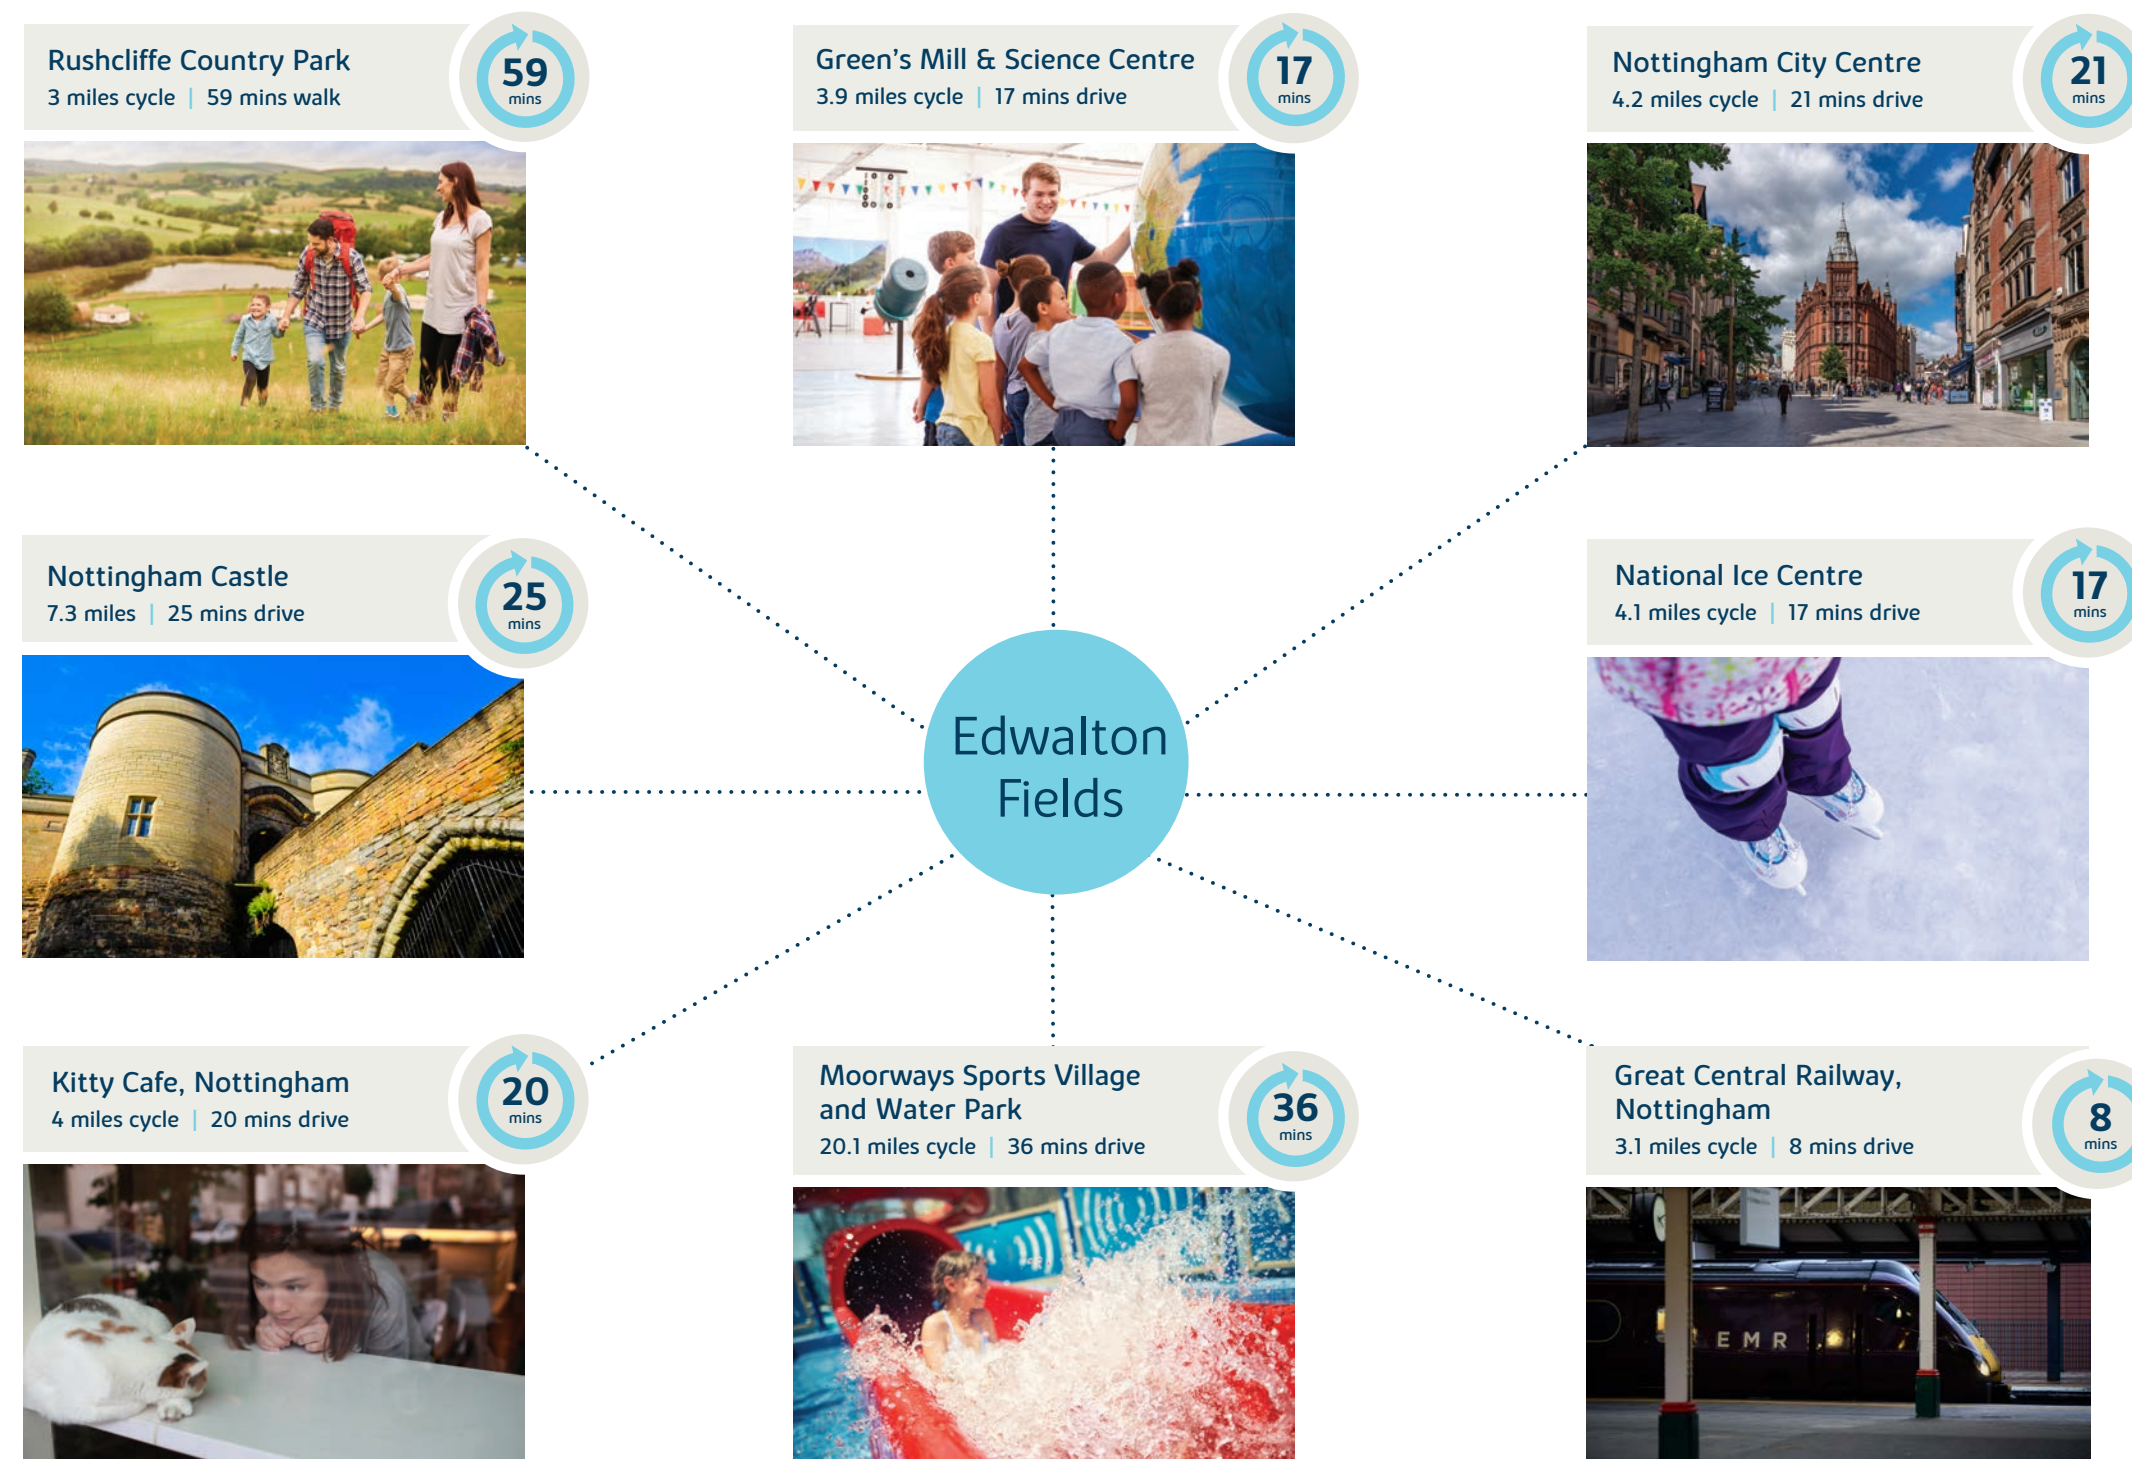 Rushcliffe Country Park
3 miles cycle | 59 mins walk
59
mins
Green's Mill & Science Centre
3.9 miles cycle | 17 mins drive
17
mins
Nottingham City Centre
4.2 miles cycle | 21 mins drive
21
mins
Nottingham Castle
7.3 miles | 25 mins drive
25
mins
Edwalton
Fields
National Ice Centre
4.1 miles cycle | 17 mins drive
17
mins
Kitty Cafe, Nottingham
4 miles cycle | 20 mins drive
20
mins
Moorways Sports Village
and Water Park
20.1 miles cycle | 36 mins drive
36
mins
Great Central Railway,
Nottingham
3.1 miles cycle | 8 mins drive
8
mins
EMR